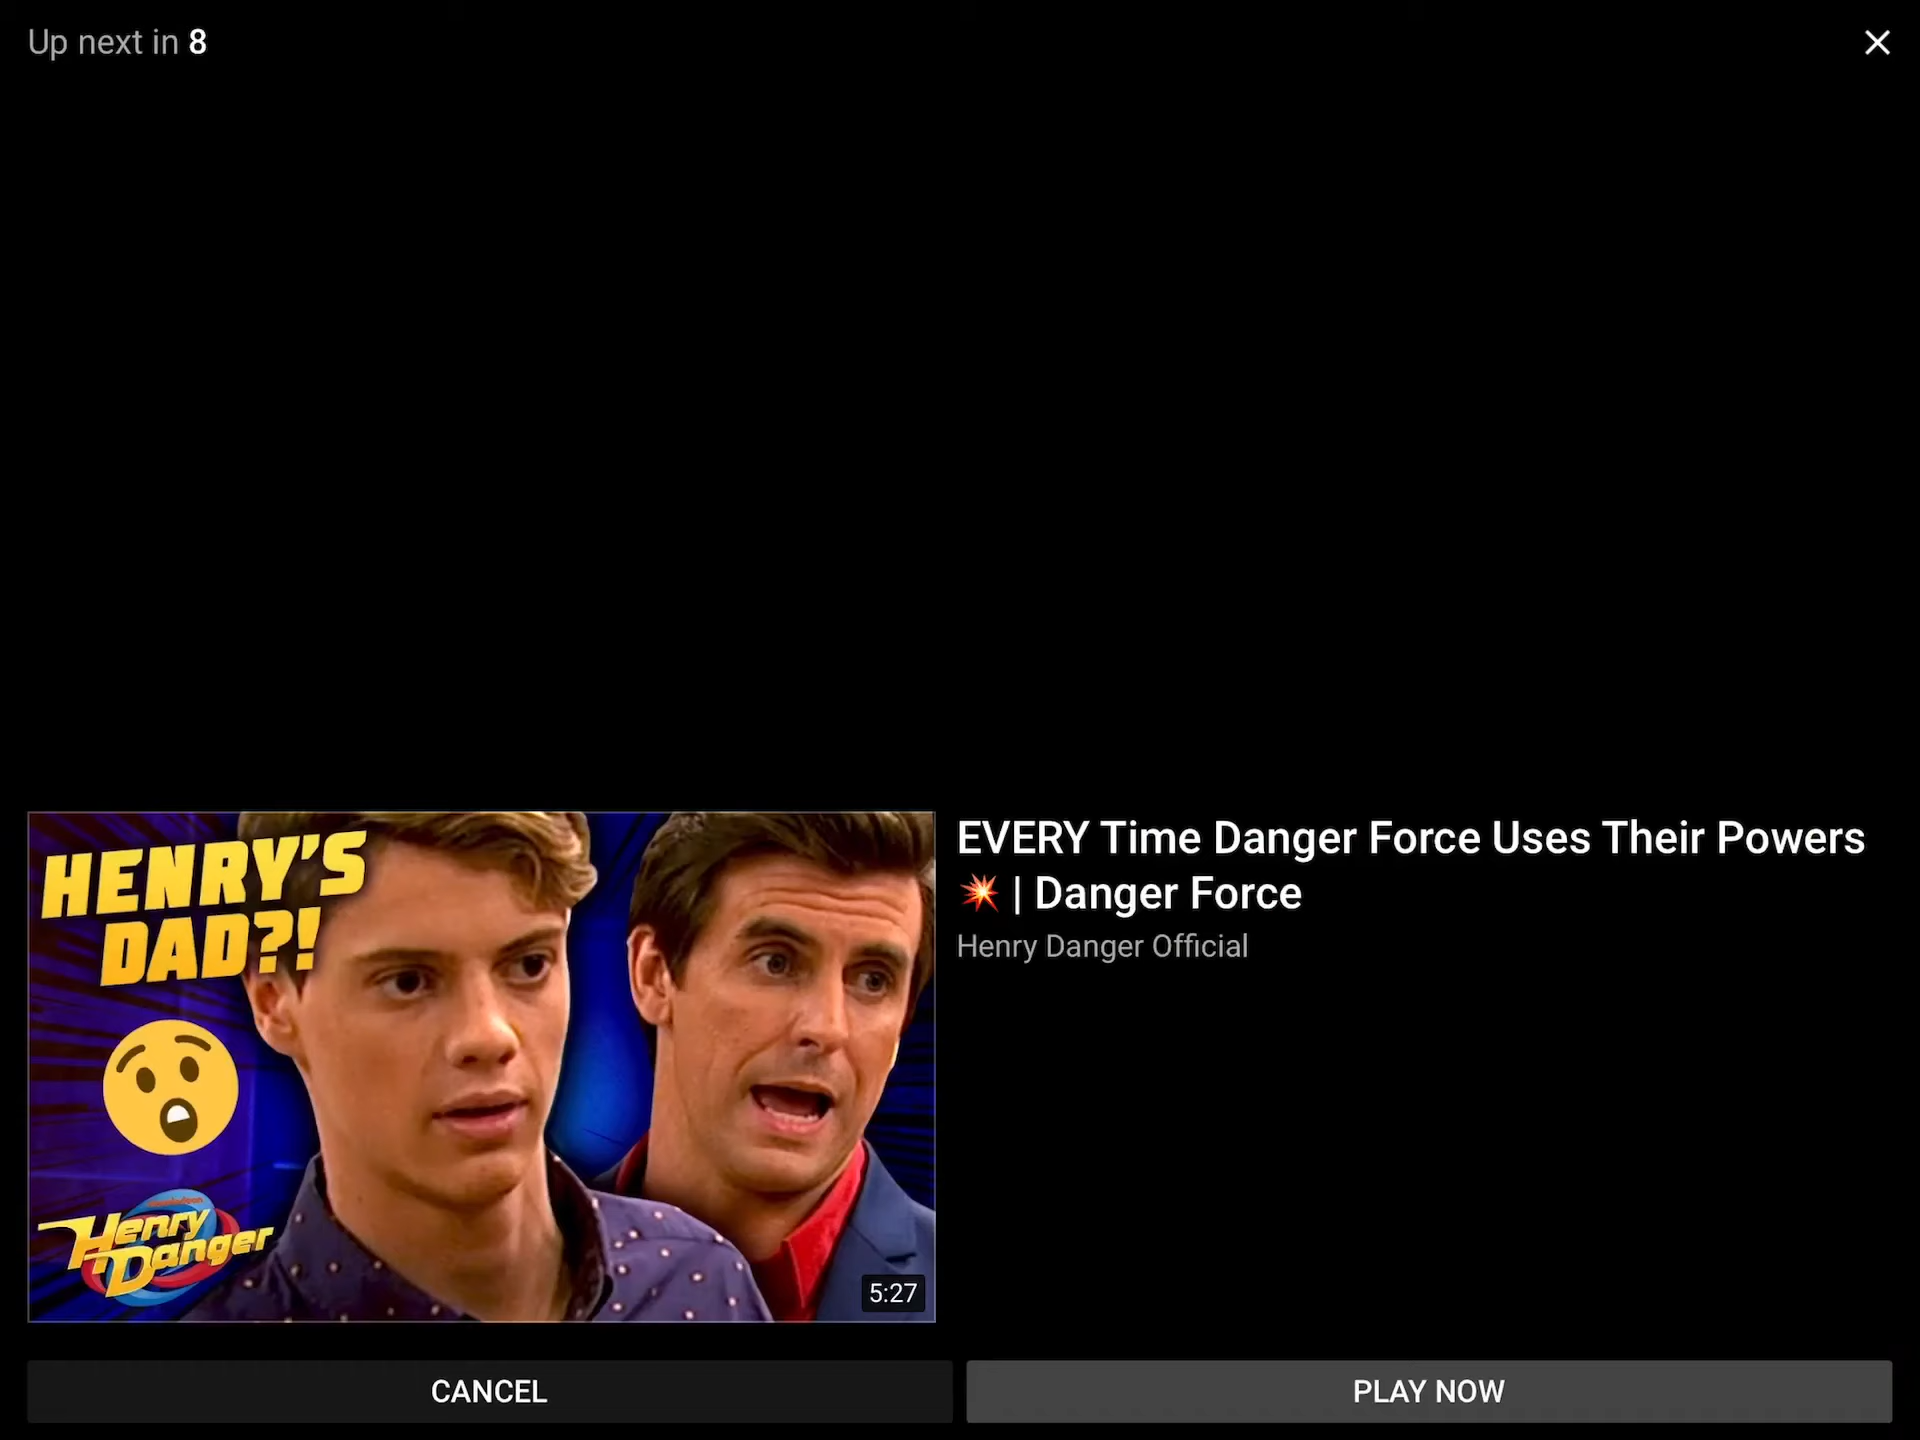 Up next in 8
HENRY'S
DAD?!
nickelodeon
Henry
Danger
5:27
EVERY Time Danger Force Uses Their Powers
💥 | Danger Force
Henry Danger Official
CANCEL
PLAY NOW